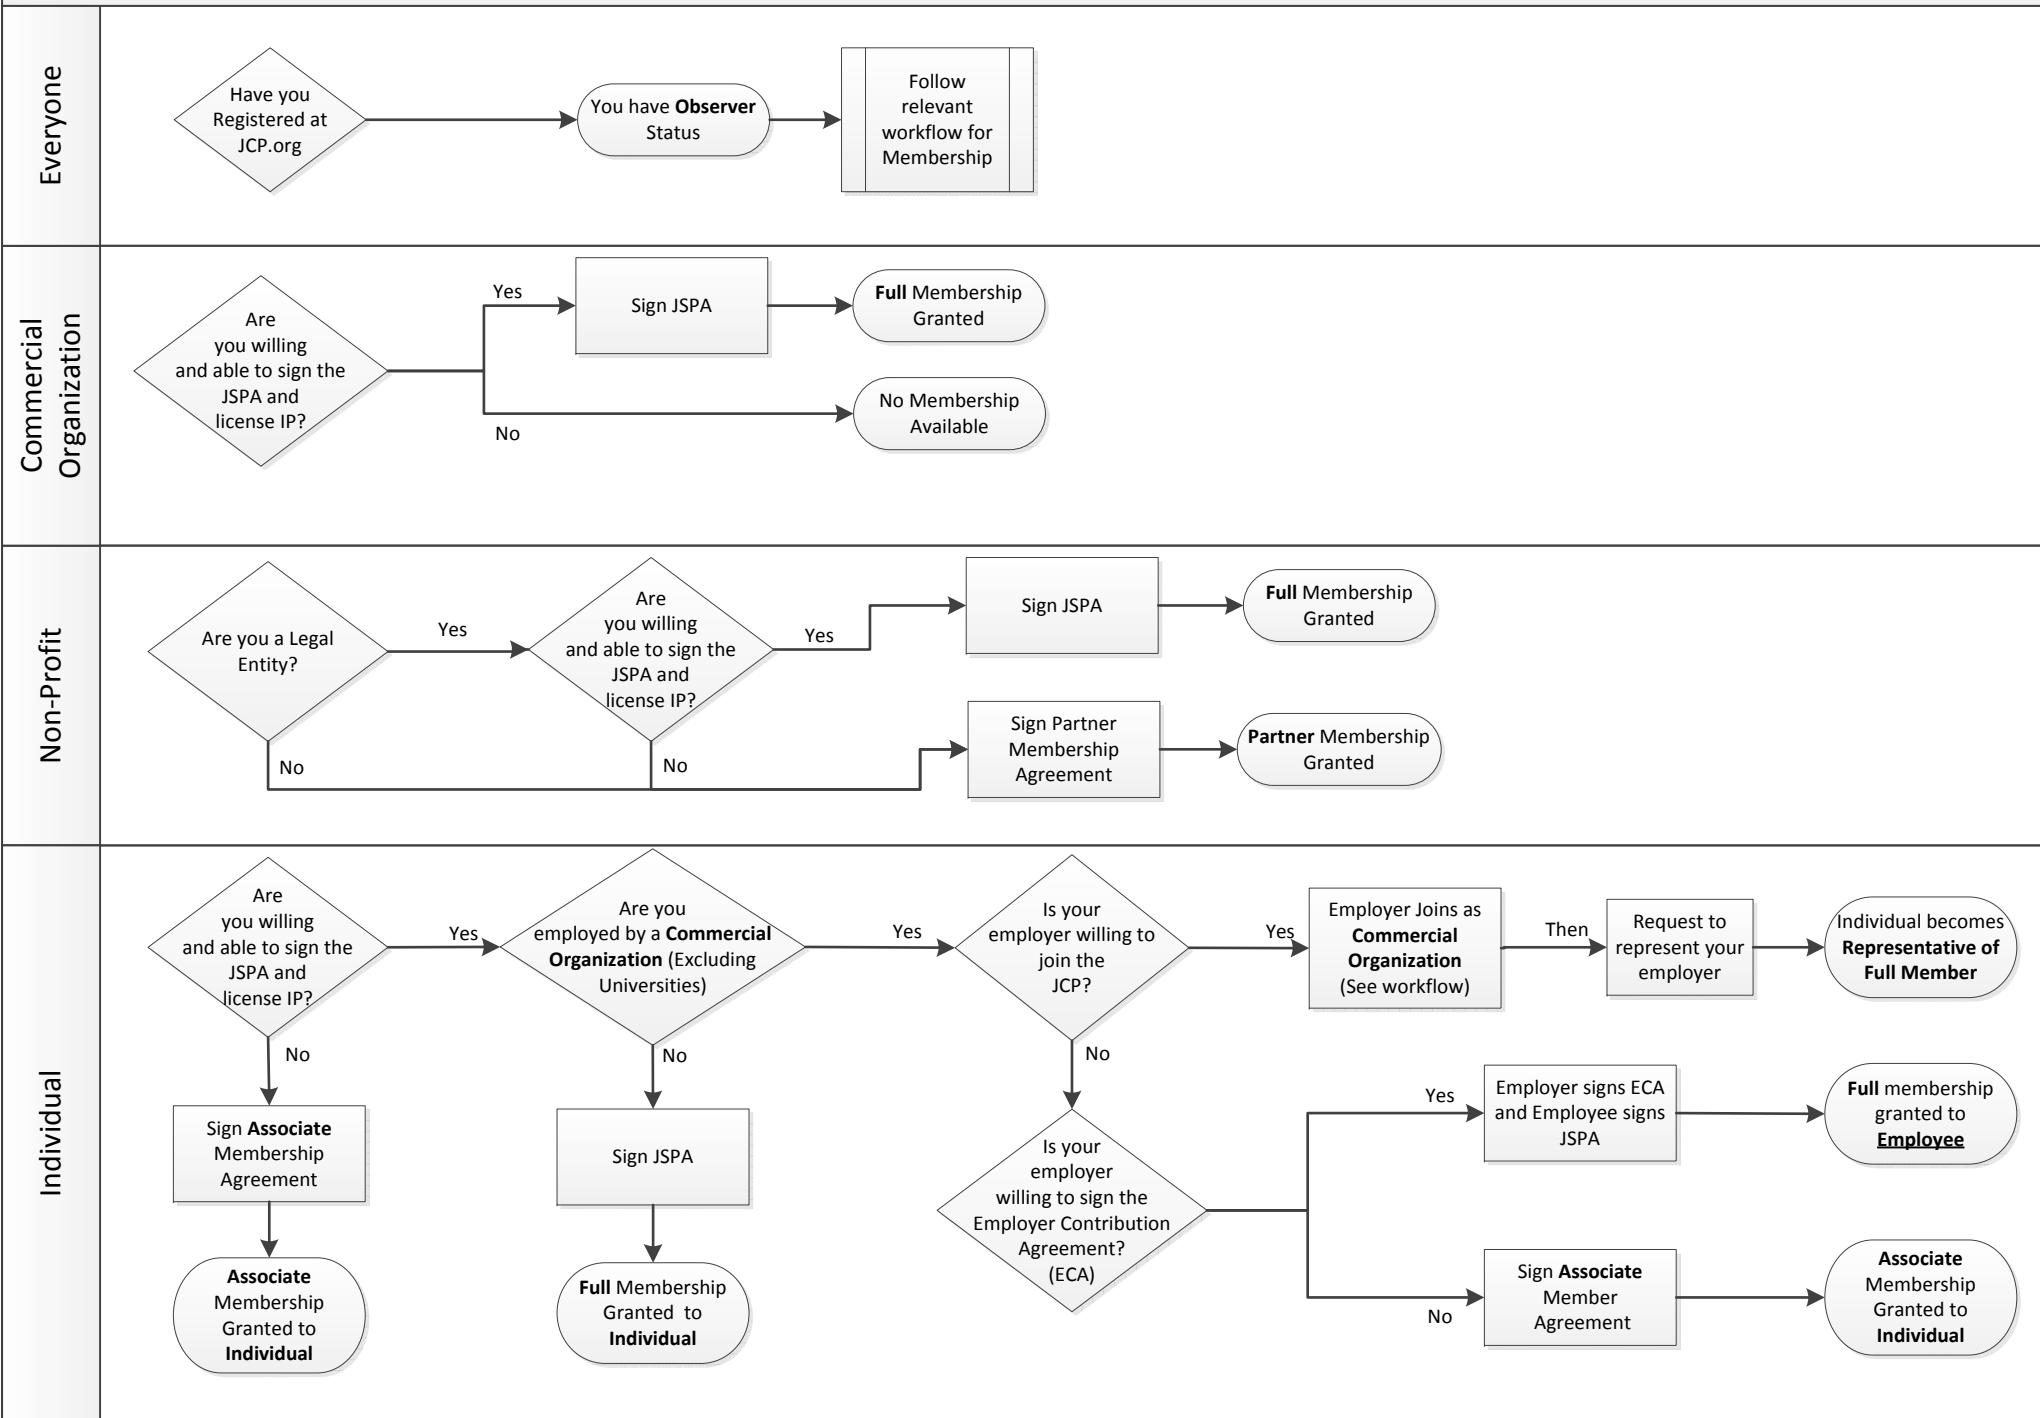 Everyone
Have you
Registered at
JCP.org
You have Observer
Status
Follow
relevant
workflow for
Membership
Commercial
Organization
Are
you willing
and able to sign the
JSPA and
license IP?
Yes
Sign JSPA
Full Membership
Granted
No
No Membership
Available
Non-Profit
Are you a Legal
Entity?
Yes
No
Are
you willing
and able to sign the
JSPA and
license IP?
Yes
No
Sign JSPA
Full Membership
Granted
Sign Partner
Membership
Agreement
Partner Membership
Granted
Individual
Are
you willing
and able to sign the
JSPA and
license IP?
Yes
No
Sign Associate
Membership
Agreement
Associate
Membership
Granted to
Individual
Are you
employed by a Commercial
Organization (Excluding
Universities)
Yes
No
Sign JSPA
Full Membership
Granted to
Individual
Is your
employer willing to
join the
JCP?
Yes
No
Employer Joins as
Commercial
Organization
(See workflow)
Then
Request to
represent your
employer
Individual becomes
Representative of
Full Member
Is your
employer
willing to sign the
Employer Contribution
Agreement?
(ECA)
Yes
Employer signs ECA
and Employee signs
JSPA
Full membership
granted to
Employee
No
Sign Associate
Member
Agreement
Associate
Membership
Granted to
Individual